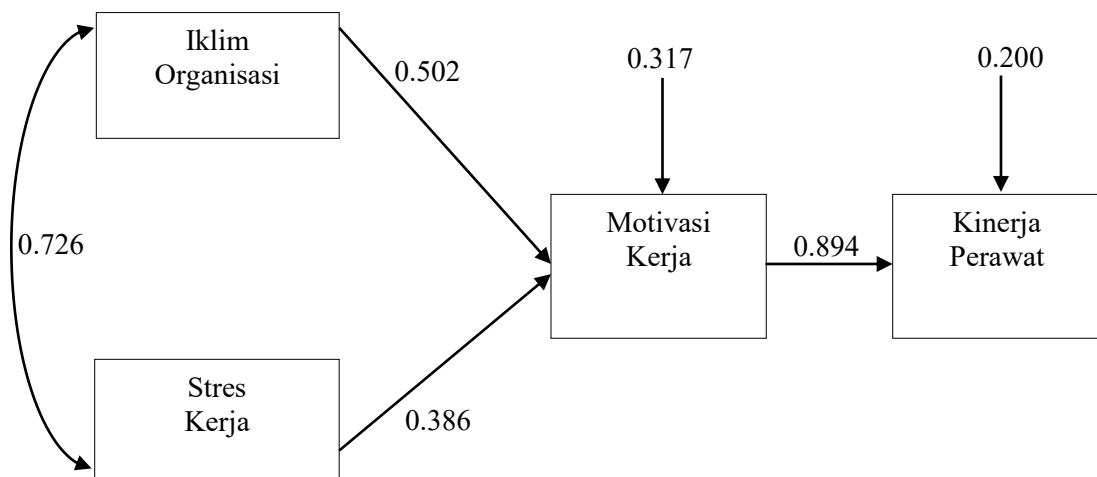 Iklim
Organisasi
0.502
0.317
0.200
0.726
Motivasi
Kerja
0.894
Kinerja
Perawat
Stres
Kerja
0.386